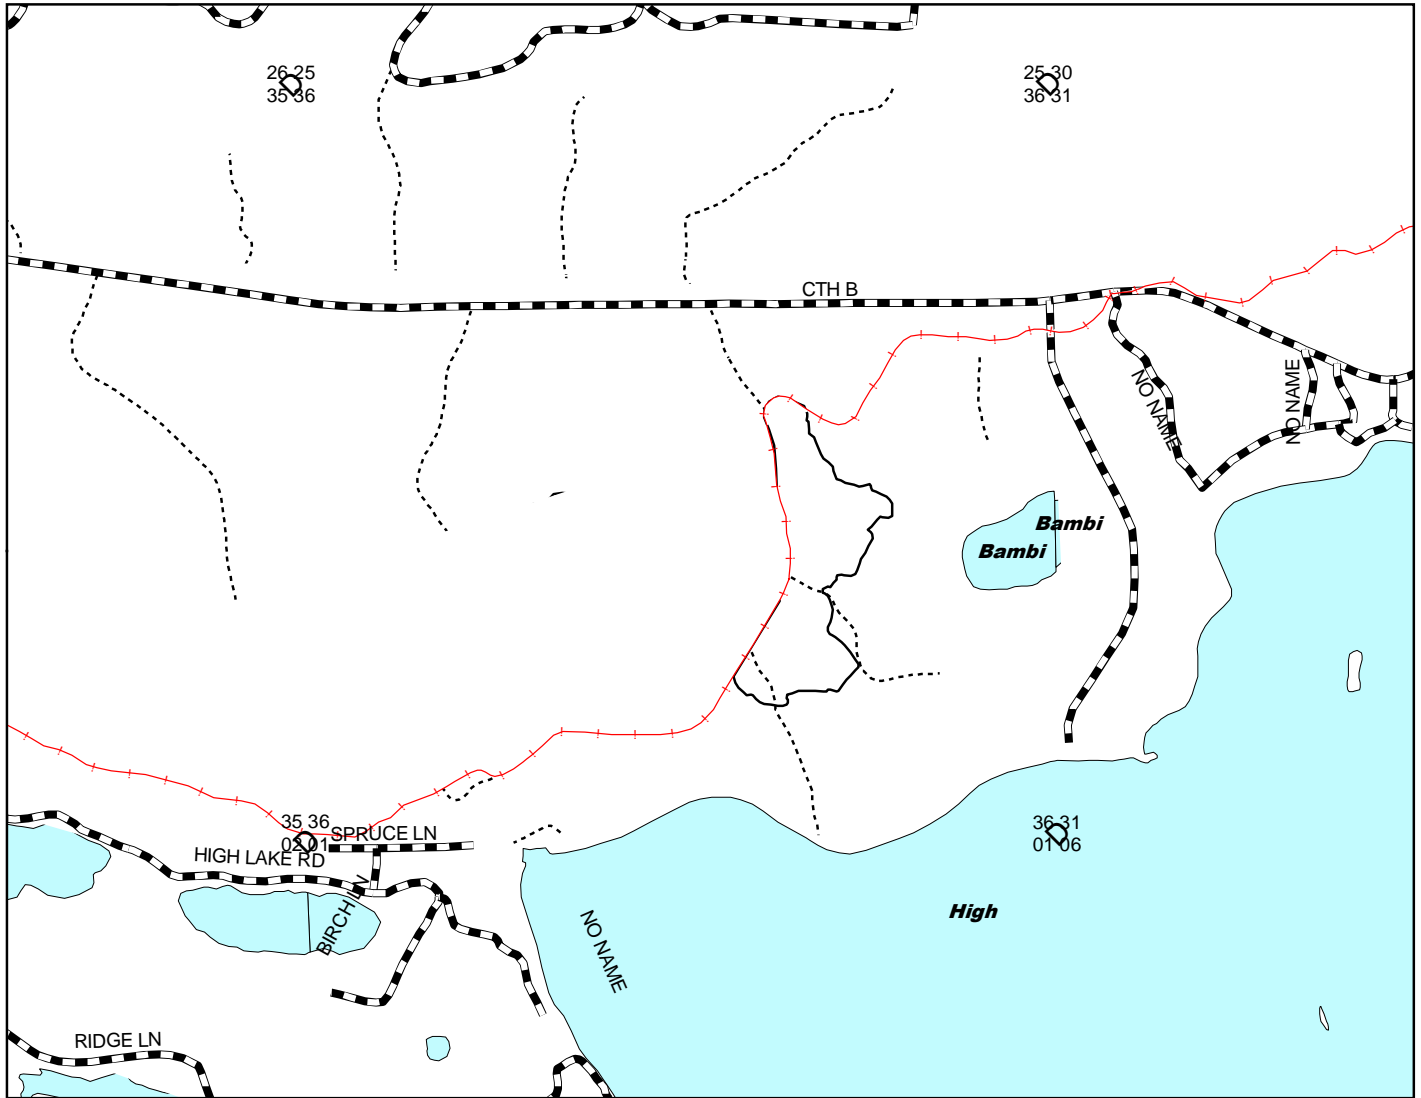 26 25
35 36
25 30
36 31
CTH B
NO NAME
NO NAME
Bambi
Bambi
35 36
02 01
SPRUCE LN
HIGH LAKE RD
BIRCH LN
36 31
01 06
High
NO NAME
RIDGE LN